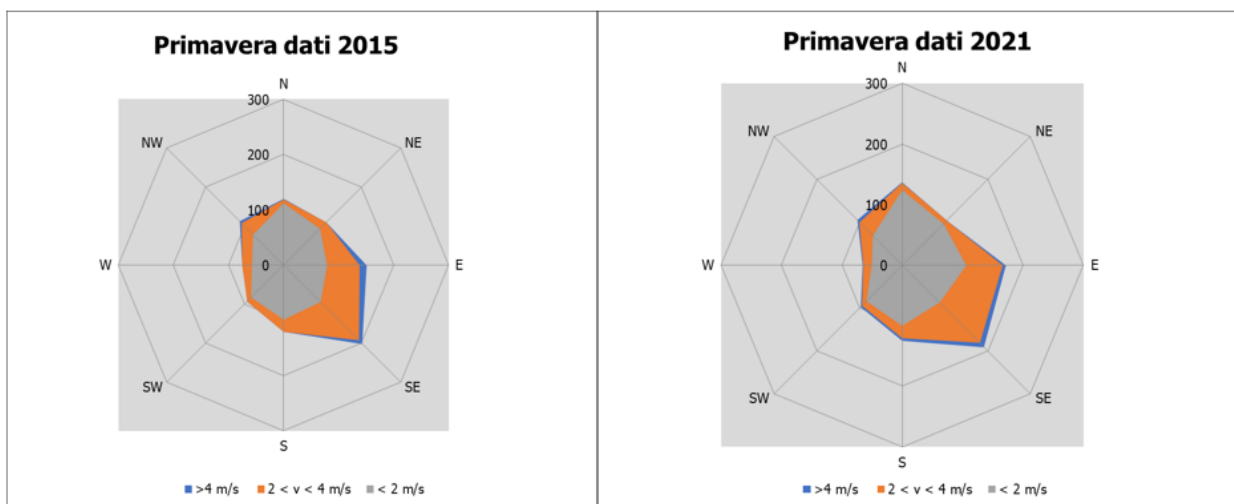 Primavera dati 2015
N
300
NW
NE
200
100
W
0
E
SW
SE
S
>4 m/s
2 < v < 4 m/s
< 2 m/s
Primavera dati 2021
N
300
NW
NE
200
100
W
0
E
SW
SE
S
>4 m/s
2 < v < 4 m/s
< 2 m/s